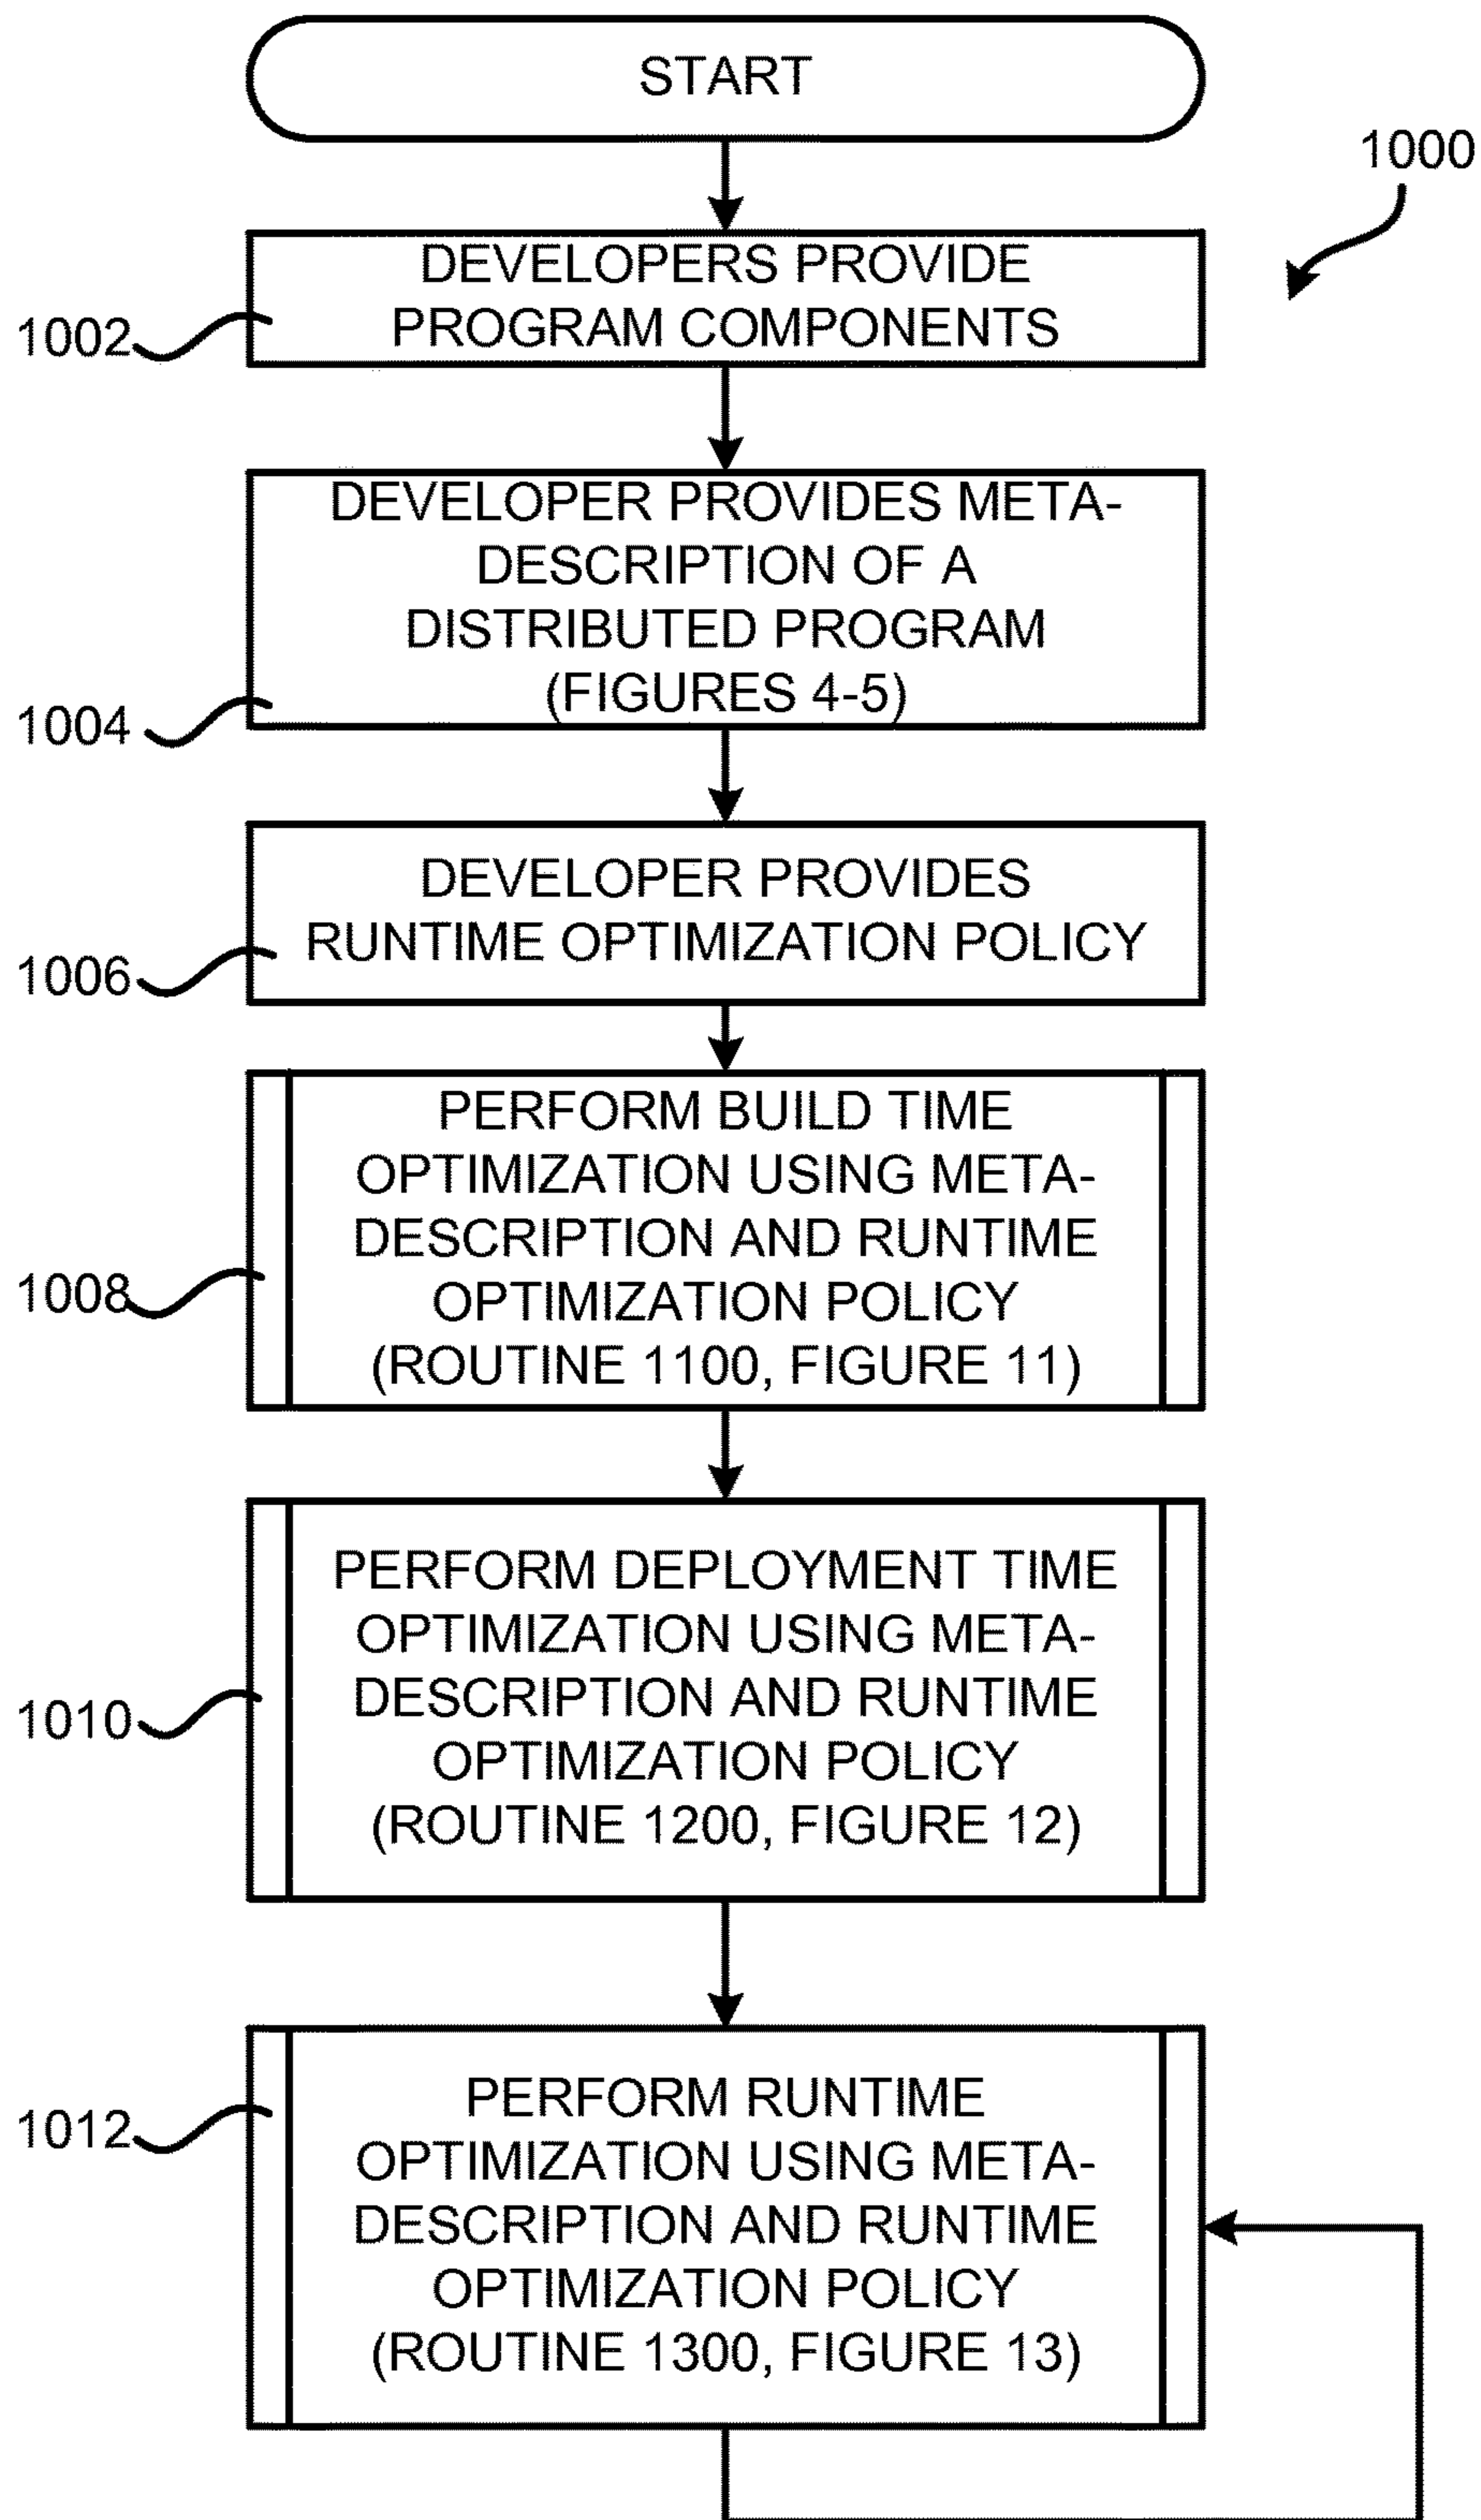 START
1000
DEVELOPERS PROVIDE
PROGRAM COMPONENTS
1002
DEVELOPER PROVIDES META-
DESCRIPTION OF A
DISTRIBUTED PROGRAM
(FIGURES 4-5)
1004
DEVELOPER PROVIDES
RUNTIME OPTIMIZATION POLICY
1006
PERFORM BUILD TIME
OPTIMIZATION USING META-
DESCRIPTION AND RUNTIME
OPTIMIZATION POLICY
(ROUTINE 1100, FIGURE 11)
1008
PERFORM DEPLOYMENT TIME
OPTIMIZATION USING META-
DESCRIPTION AND RUNTIME
OPTIMIZATION POLICY
(ROUTINE 1200, FIGURE 12)
1010
PERFORM RUNTIME
OPTIMIZATION USING META-
DESCRIPTION AND RUNTIME
OPTIMIZATION POLICY
(ROUTINE 1300, FIGURE 13)
1012